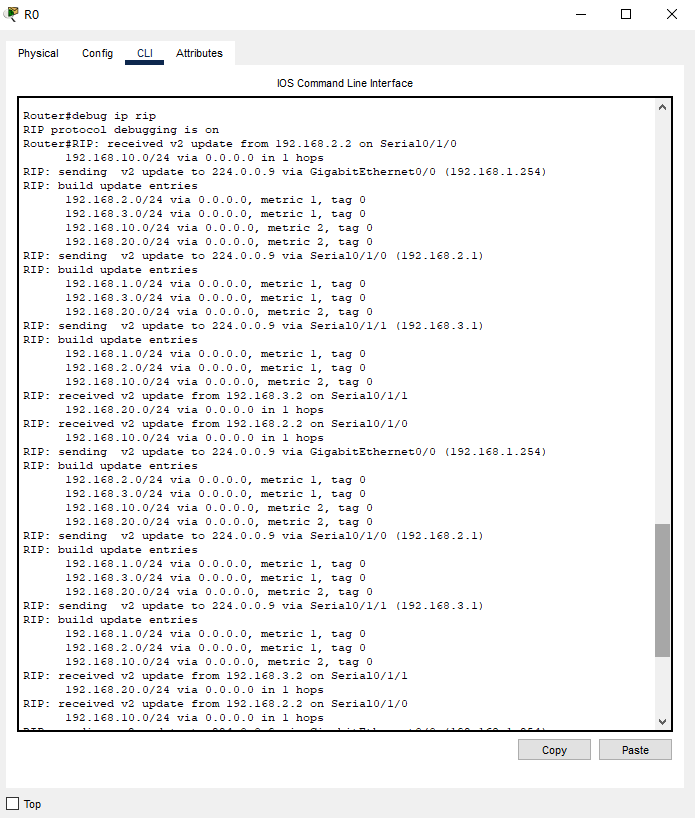 R0
Physical Config CLI Attributes
IOS Command Line Interface
Router#debug ip rip
RIP protocol debugging is on
Router#RIP: received v2 update from 192.168.2.2 on Serial0/1/0
      192.168.10.0/24 via 0.0.0.0 in 1 hops
RIP: sending  v2 update to 224.0.0.9 via GigabitEthernet0/0 (192.168.1.254)
RIP: build update entries
      192.168.2.0/24 via 0.0.0.0, metric 1, tag 0
      192.168.3.0/24 via 0.0.0.0, metric 1, tag 0
      192.168.10.0/24 via 0.0.0.0, metric 2, tag 0
      192.168.20.0/24 via 0.0.0.0, metric 2, tag 0
RIP: sending  v2 update to 224.0.0.9 via Serial0/1/0 (192.168.2.1)
RIP: build update entries
      192.168.1.0/24 via 0.0.0.0, metric 1, tag 0
      192.168.3.0/24 via 0.0.0.0, metric 1, tag 0
      192.168.20.0/24 via 0.0.0.0, metric 2, tag 0
RIP: sending  v2 update to 224.0.0.9 via Serial0/1/1 (192.168.3.1)
RIP: build update entries
      192.168.1.0/24 via 0.0.0.0, metric 1, tag 0
      192.168.2.0/24 via 0.0.0.0, metric 1, tag 0
      192.168.10.0/24 via 0.0.0.0, metric 2, tag 0
RIP: received v2 update from 192.168.3.2 on Serial0/1/1
      192.168.20.0/24 via 0.0.0.0 in 1 hops
RIP: received v2 update from 192.168.2.2 on Serial0/1/0
      192.168.10.0/24 via 0.0.0.0 in 1 hops
RIP: sending  v2 update to 224.0.0.9 via GigabitEthernet0/0 (192.168.1.254)
RIP: build update entries
      192.168.2.0/24 via 0.0.0.0, metric 1, tag 0
      192.168.3.0/24 via 0.0.0.0, metric 1, tag 0
      192.168.10.0/24 via 0.0.0.0, metric 2, tag 0
      192.168.20.0/24 via 0.0.0.0, metric 2, tag 0
RIP: sending  v2 update to 224.0.0.9 via Serial0/1/0 (192.168.2.1)
RIP: build update entries
      192.168.1.0/24 via 0.0.0.0, metric 1, tag 0
      192.168.3.0/24 via 0.0.0.0, metric 1, tag 0
      192.168.20.0/24 via 0.0.0.0, metric 2, tag 0
RIP: sending  v2 update to 224.0.0.9 via Serial0/1/1 (192.168.3.1)
RIP: build update entries
      192.168.1.0/24 via 0.0.0.0, metric 1, tag 0
      192.168.2.0/24 via 0.0.0.0, metric 1, tag 0
      192.168.10.0/24 via 0.0.0.0, metric 2, tag 0
RIP: received v2 update from 192.168.3.2 on Serial0/1/1
      192.168.20.0/24 via 0.0.0.0 in 1 hops
RIP: received v2 update from 192.168.2.2 on Serial0/1/0
      192.168.10.0/24 via 0.0.0.0 in 1 hops
Copy Paste
Top